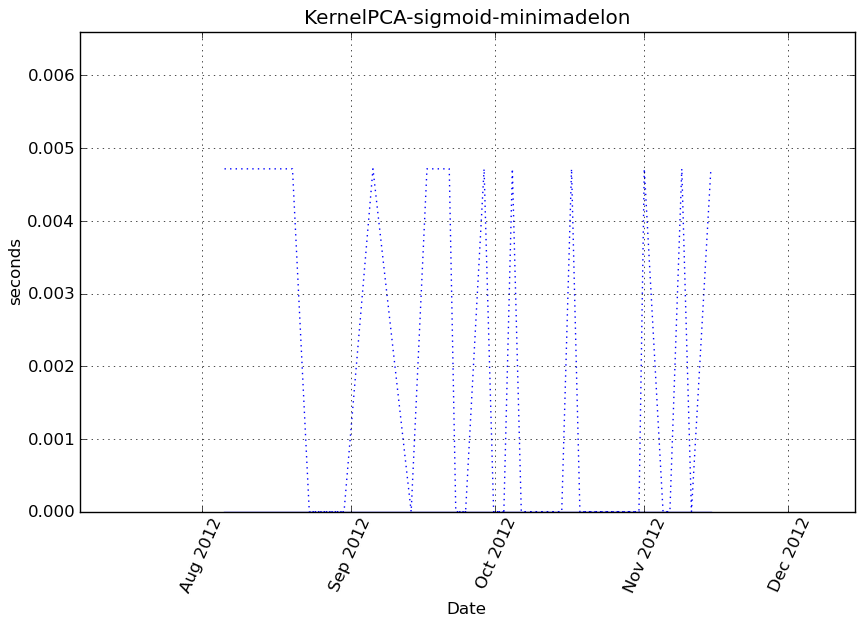 KernelPCA-sigmoid-minimadelon
0.006
0.005
0.004
0.003
0.002
0.001
0.000
seconds
Aug 2012
Sep 2012
Oct 2012
Nov 2012
Dec 2012
Date